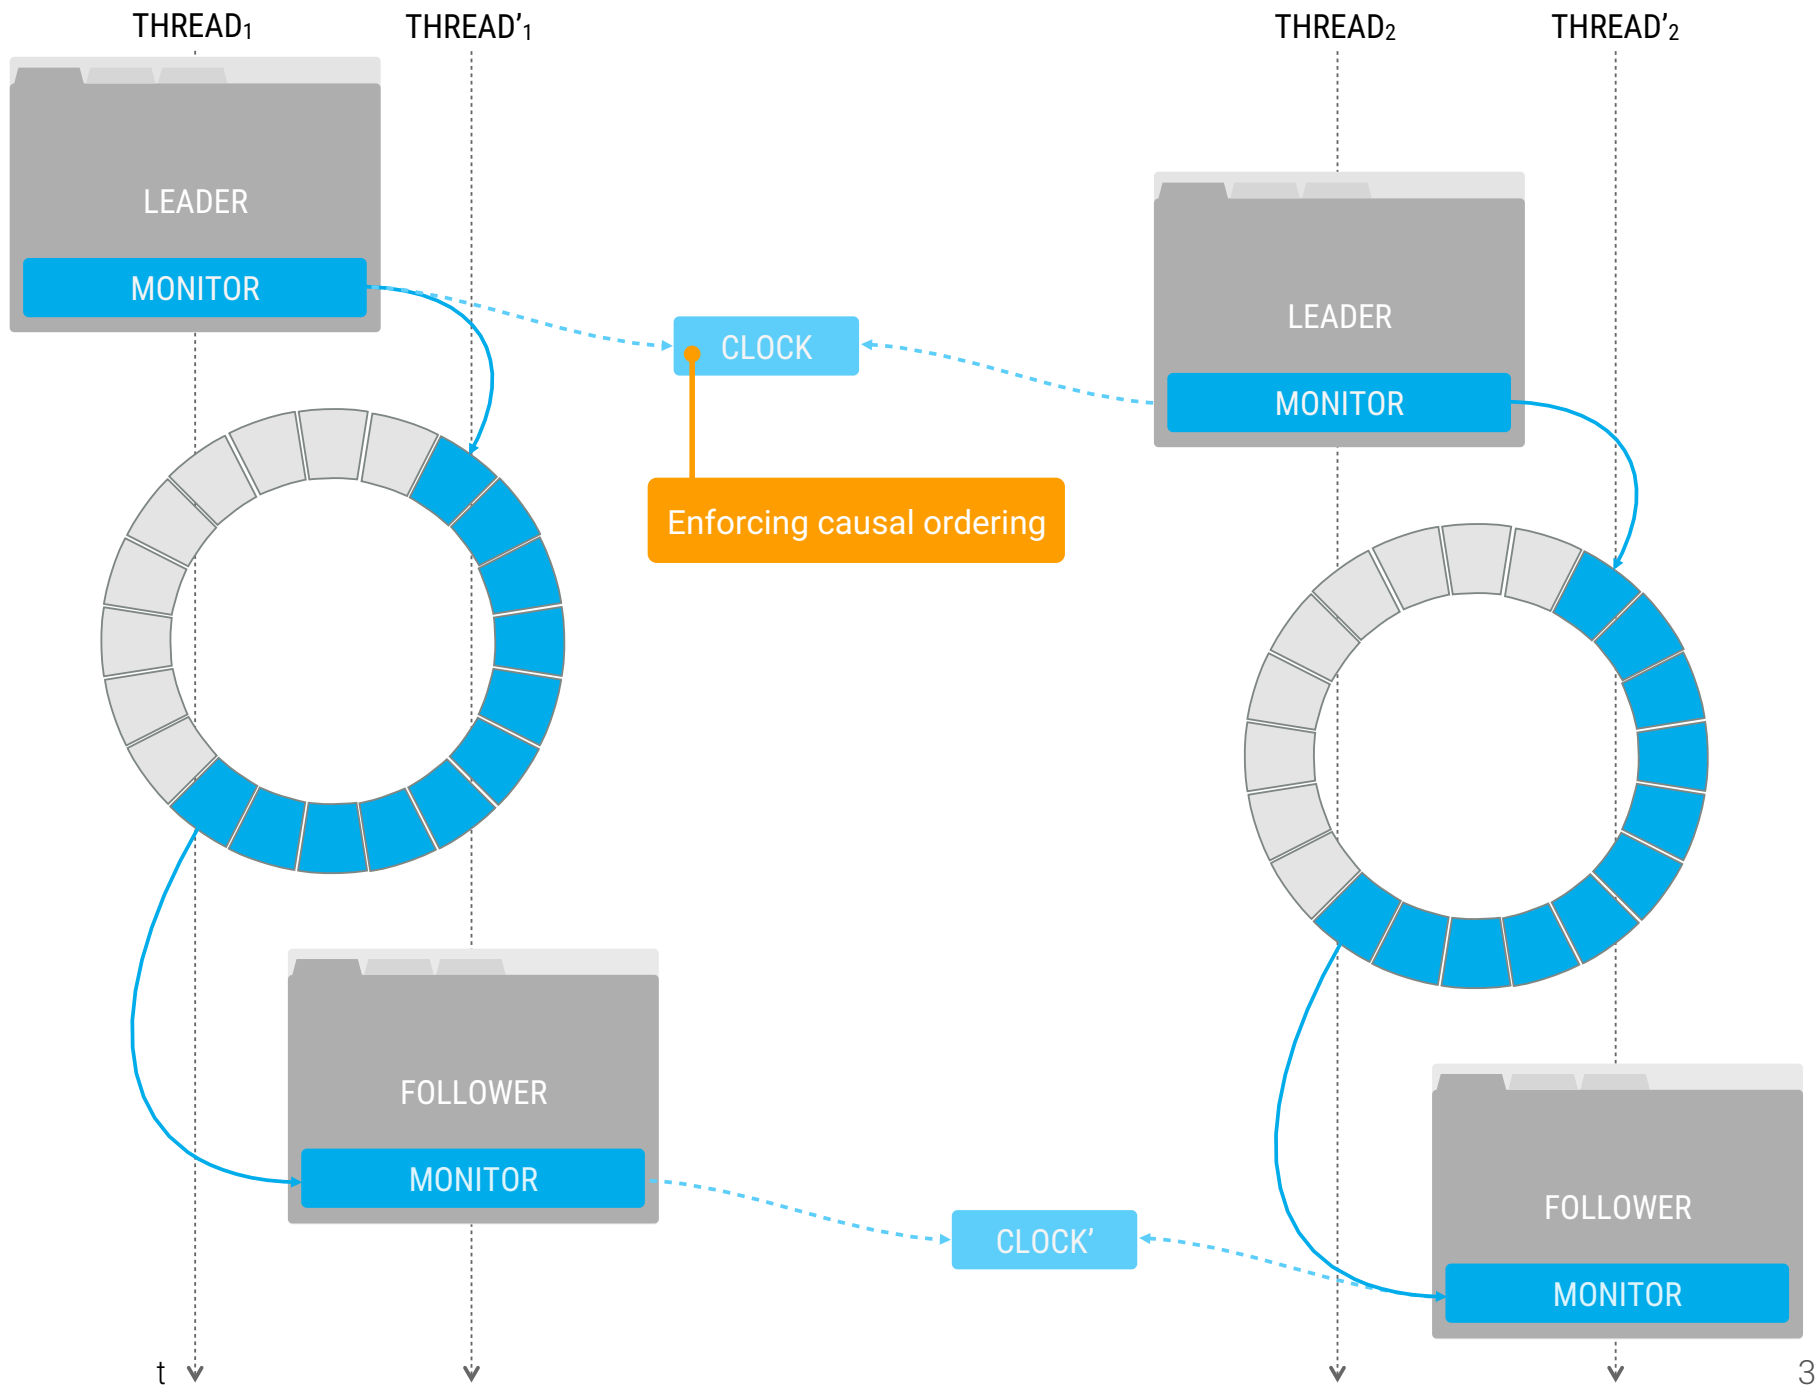 THREAD₁ THREAD’₁ THREAD₂ THREAD’₂
LEADER
MONITOR
LEADER
CLOCK
MONITOR
Enforcing causal ordering
FOLLOWER
MONITOR
FOLLOWER
CLOCK’
MONITOR
t
3